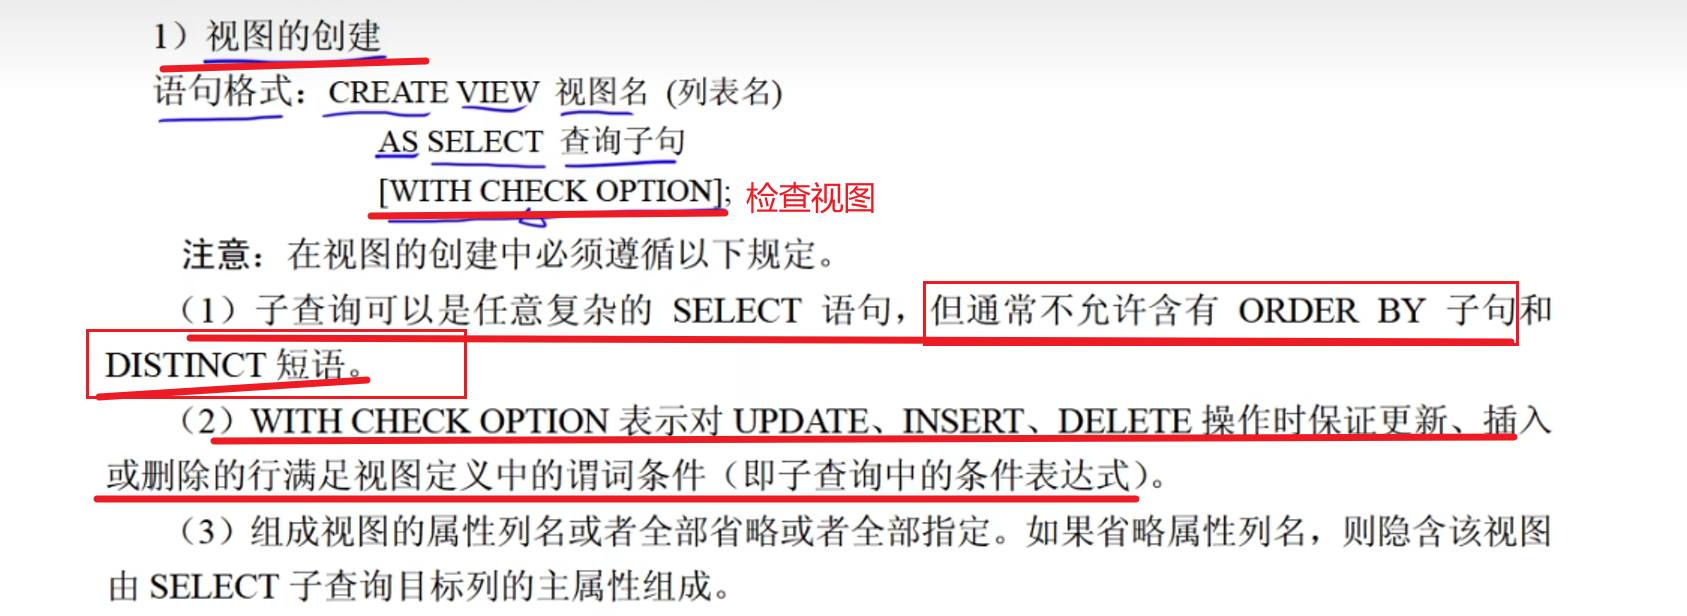 1）视图的创建
语句格式：CREATE VIEW 视图名 (列表名)
AS SELECT 查询子句
[WITH CHECK OPTION]; 检查视图
注意：在视图的创建中必须遵循以下规定。
（1）子查询可以是任意复杂的 SELECT 语句，但通常不允许含有 ORDER BY 子句和
DISTINCT 短语。
（2）WITH CHECK OPTION 表示对 UPDATE、INSERT、DELETE 操作时保证更新、插入
或删除的行满足视图定义中的谓词条件（即子查询中的条件表达式）。
（3）组成视图的属性列名或者全部省略或者全部指定。如果省略属性列名，则隐含该视图
由 SELECT 子查询目标列的主属性组成。